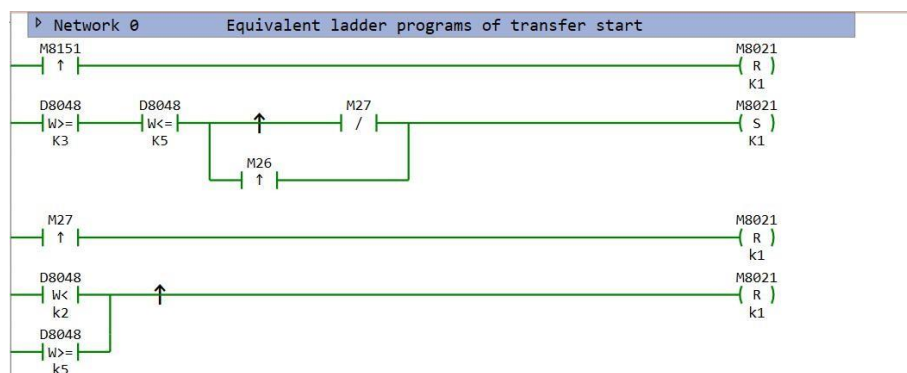 Network 0 Equivalent ladder programs of transfer start
M8151 M8021
↑ R
K1
D8048 D8048 M27 M8021
W>= W<= ↑ / S
K3 K5 K1
M26
↑
M27 M8021
↑ R
k1
D8048 M8021
W< ↑ R
k2 k1
D8048
W>=
k5